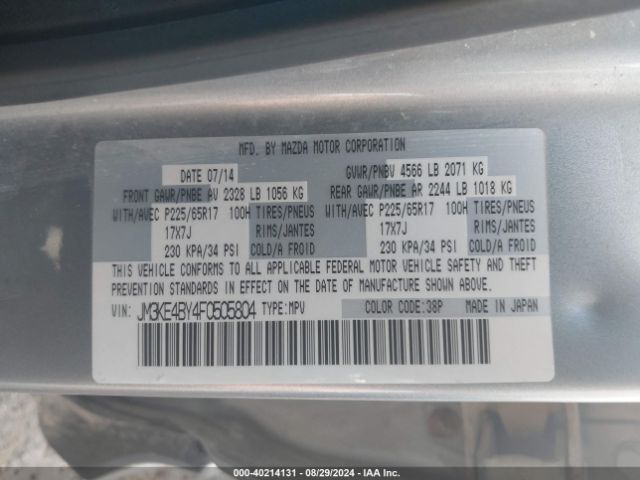 MFD. BY MAZDA MOTOR CORPORATION
DATE 07/14 GVWR/PNBV 4566 LB 2071 KG
FRONT GAWR/PNBE AV 2328 LB 1056 KG REAR GAWR/PNBE AR 2244 LB 1018 KG
WITH/AVEC P225/65R17 100H TIRES/PNEUS WITH/AVEC P225/65R17 100H TIRES/PNEUS
17X7J RIMS/JANTES 17X7J RIMS/JANTES
230 KPA/34 PSI COLD/A FROID 230 KPA/34 PSI COLD/A FROID
THIS VEHICLE CONFORMS TO ALL APPLICABLE FEDERAL MOTOR VEHICLE SAFETY AND THEFT
PREVENTION STANDARDS IN EFFECT ON THE DATE OF MANUFACTURE SHOWN ABOVE.
VIN: JM3KE4BY4F0505804 TYPE:MPV COLOR CODE:38P MADE IN JAPAN
000-40214131 - 08/29/2024 - IAA, Inc.